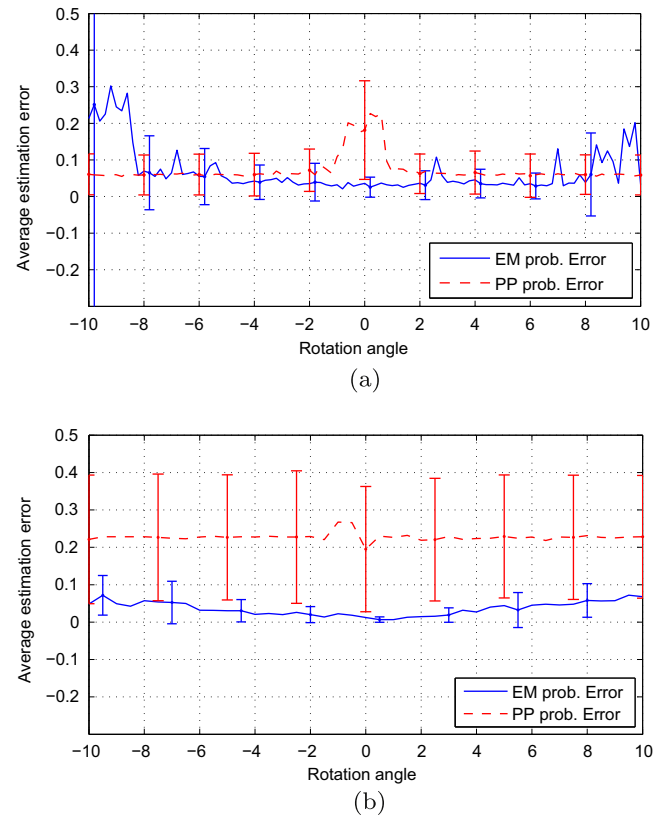 0.5
0.4
0.3
0.2
0.1
0
−0.1
−0.2
Average estimation error
−10 −8 −6 −4 −2 0 2 4 6 8 10
Rotation angle
EM prob. Error
PP prob. Error
(a)
0.5
0.4
0.3
0.2
0.1
0
−0.1
−0.2
Average estimation error
−10 −8 −6 −4 −2 0 2 4 6 8 10
Rotation angle
EM prob. Error
PP prob. Error
(b)